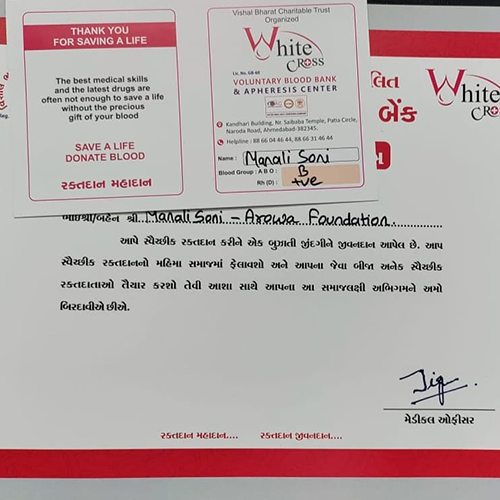 THANK YOU
FOR SAVING A LIFE
The best medical skills
and the latest drugs are
often not enough to save a life
without the precious
gift of your blood
SAVE A LIFE
DONATE BLOOD
રક્તદાન મહાદાન
Vishal Bharat Charitable Trust
Organized
White
CROSS
Lic. No. GB-60
VOLUNTARY BLOOD BANK
& APHERESIS CENTER
Kandhari Building, Nr. Saibaba Temple, Patia Circle,
Naroda Road, Ahmedabad-382345.
Helpline : 88 66 04 46 44, 88 66 31 46 44
Name : Manali Soni
Blood Group : A B O : B
Rh (D) : +ve
લિત
બેંક
White
CRO
ભાઇશ્રી/બહેન શ્રી Manali Soni - Arowa Foundation
આપે સ્વૈચ્છીક રક્તદાન કરીને એક બુઝાતી જીંદગીને જીવનદાન આપેલ છે. આપ
સ્વૈચ્છીક રક્તદાનનો મહિમા સમાજમાં ફેલાવશો અને આપના જેવા બીજા અનેક સ્વૈચ્છીક
રક્તદાતાઓ તૈયાર કરશો તેવી આશા સાથે આપના આ સમાજલક્ષી અભિગમને અમો
બિરદાવીએ છીએ.
મેડીકલ ઓફીસર
રક્તદાન મહાદાન.... રક્તદાન જીવનદાન....